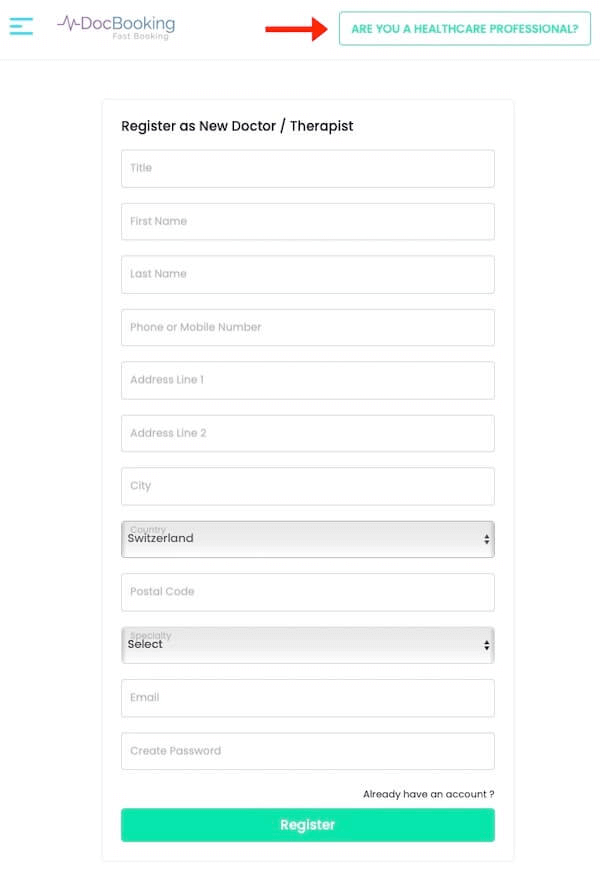 DocBooking
Fast Booking
ARE YOU A HEALTHCARE PROFESSIONAL?
Register as New Doctor / Therapist
Title
First Name
Last Name
Phone or Mobile Number
Address Line 1
Address Line 2
City
Country
Switzerland
Postal Code
Specialty
Select
Email
Create Password
Already have an account ?
Register